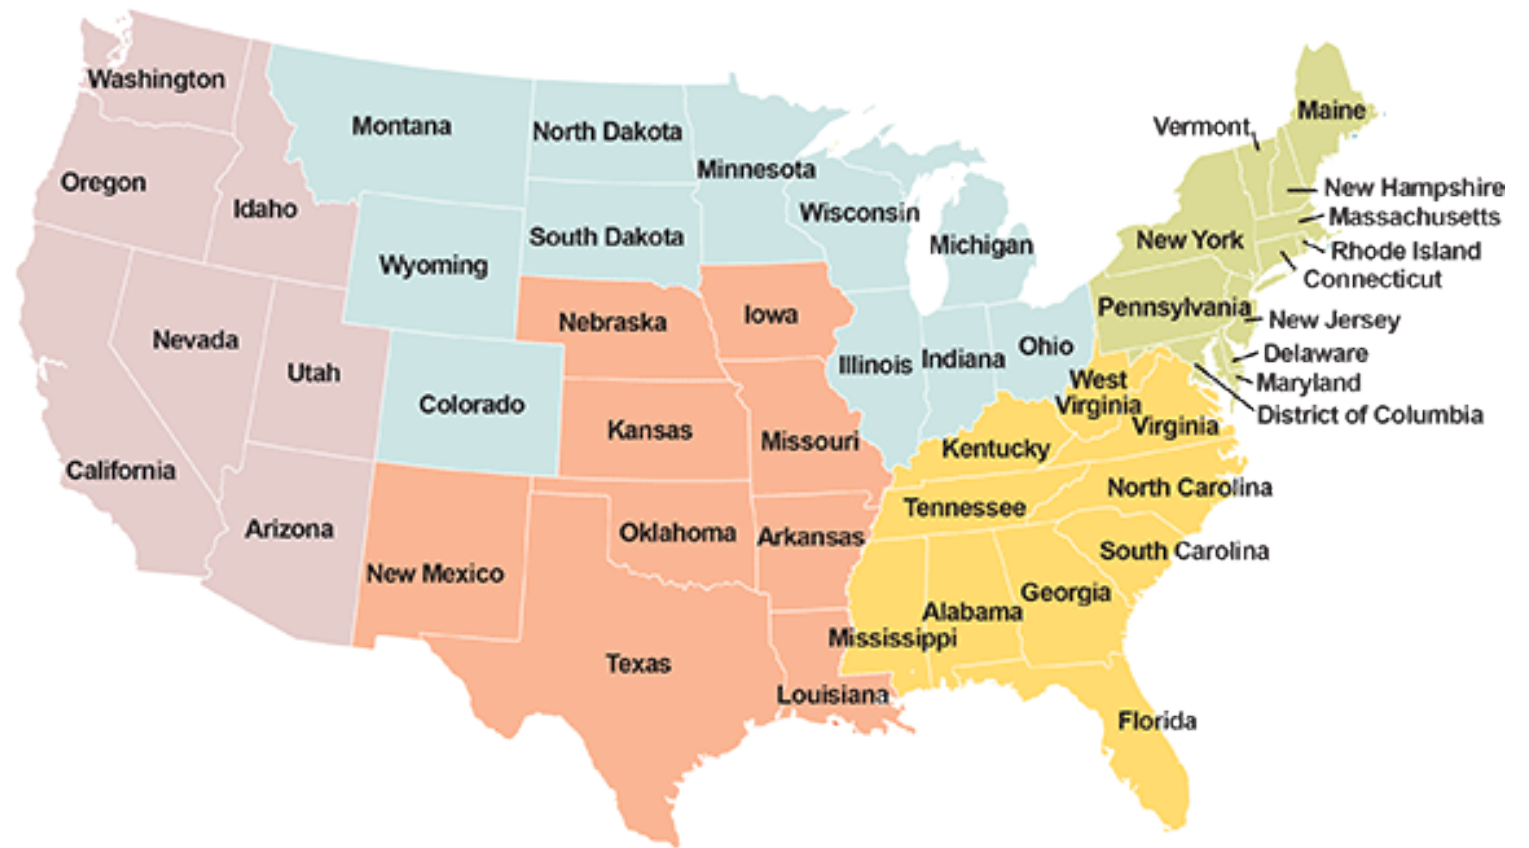 Washington
Oregon
Idaho
Montana
North Dakota
Minnesota
South Dakota
Wyoming
Wisconsin
Michigan
Vermont
Maine
New Hampshire
Massachusetts
New York
Rhode Island
Connecticut
Pennsylvania
New Jersey
Delaware
Maryland
District of Columbia
Nevada
Utah
Colorado
California
Arizona
Nebraska
Iowa
Illinois
Indiana
Ohio
West
Virginia
Virginia
Kansas
Missouri
Kentucky
New Mexico
Oklahoma
Arkansas
Tennessee
North Carolina
South Carolina
Georgia
Alabama
Mississippi
Texas
Louisiana
Florida